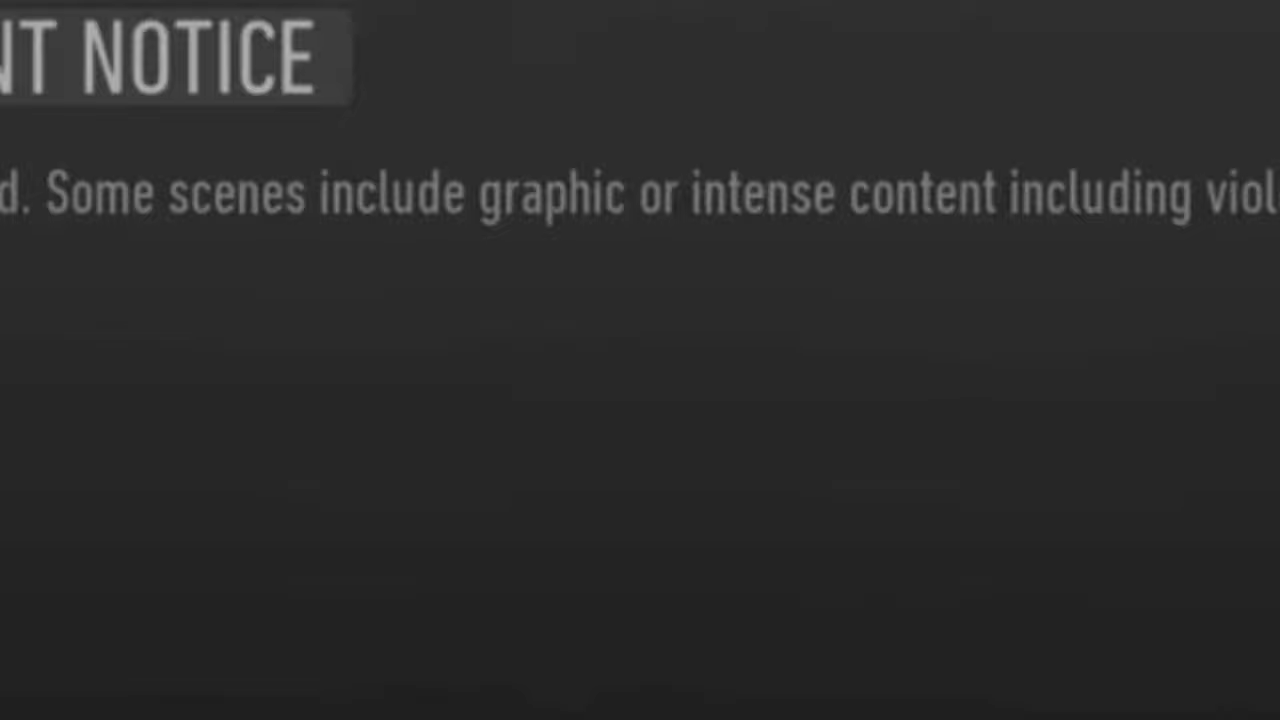 NT NOTICE
d. Some scenes include graphic or intense content including viol